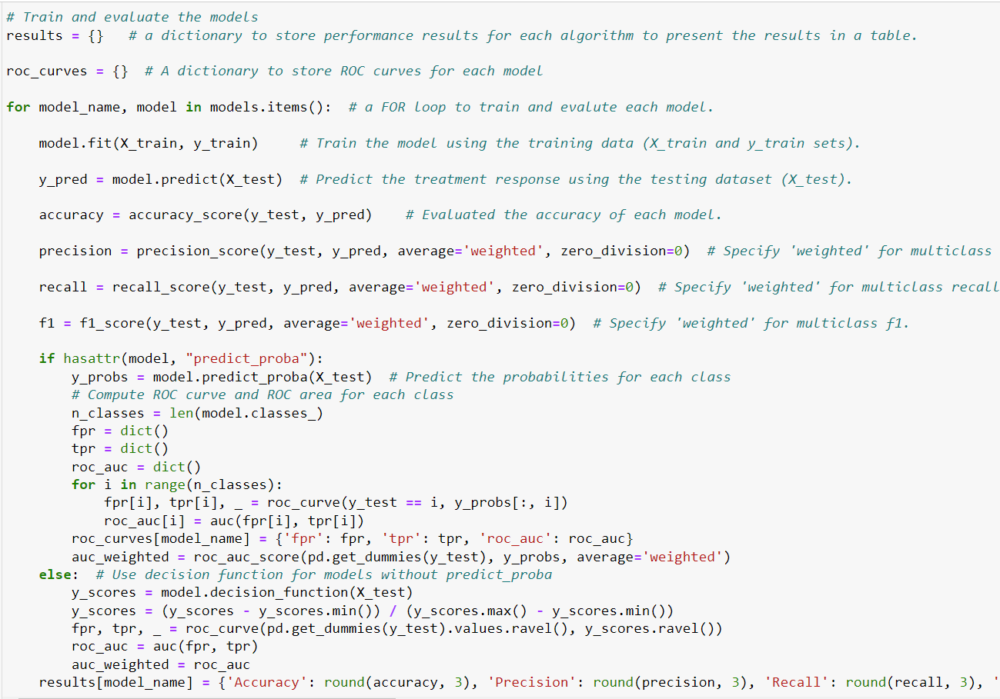 # Train and evaluate the models
results = {}   # a dictionary to store performance results for each algorithm to present the results in a table.
roc_curves = {}  # A dictionary to store ROC curves for each model
for model_name, model in models.items():  # a FOR loop to train and evalute each model.
    model.fit(X_train, y_train)     # Train the model using the training data (X_train and y_train sets).
    y_pred = model.predict(X_test)  # Predict the treatment response using the testing dataset (X_test).
    accuracy = accuracy_score(y_test, y_pred)    # Evaluated the accuracy of each model.
    precision = precision_score(y_test, y_pred, average='weighted', zero_division=0)  # Specify 'weighted' for multiclass
    recall = recall_score(y_test, y_pred, average='weighted', zero_division=0)  # Specify 'weighted' for multiclass recall
    f1 = f1_score(y_test, y_pred, average='weighted', zero_division=0)  # Specify 'weighted' for multiclass f1.
    if hasattr(model, "predict_proba"):
        y_probs = model.predict_proba(X_test)  # Predict the probabilities for each class
        # Compute ROC curve and ROC area for each class
        n_classes = len(model.classes_)
        fpr = dict()
        tpr = dict()
        roc_auc = dict()
        for i in range(n_classes):
            fpr[i], tpr[i], _ = roc_curve(y_test == i, y_probs[:, i])
            roc_auc[i] = auc(fpr[i], tpr[i])
        roc_curves[model_name] = {'fpr': fpr, 'tpr': tpr, 'roc_auc': roc_auc}
        auc_weighted = roc_auc_score(pd.get_dummies(y_test), y_probs, average='weighted')
    else:  # Use decision function for models without predict_proba
        y_scores = model.decision_function(X_test)
        y_scores = (y_scores - y_scores.min()) / (y_scores.max() - y_scores.min())
        fpr, tpr, _ = roc_curve(pd.get_dummies(y_test).values.ravel(), y_scores.ravel())
        roc_auc = auc(fpr, tpr)
        auc_weighted = roc_auc
    results[model_name] = {'Accuracy': round(accuracy, 3), 'Precision': round(precision, 3), 'Recall': round(recall, 3), '